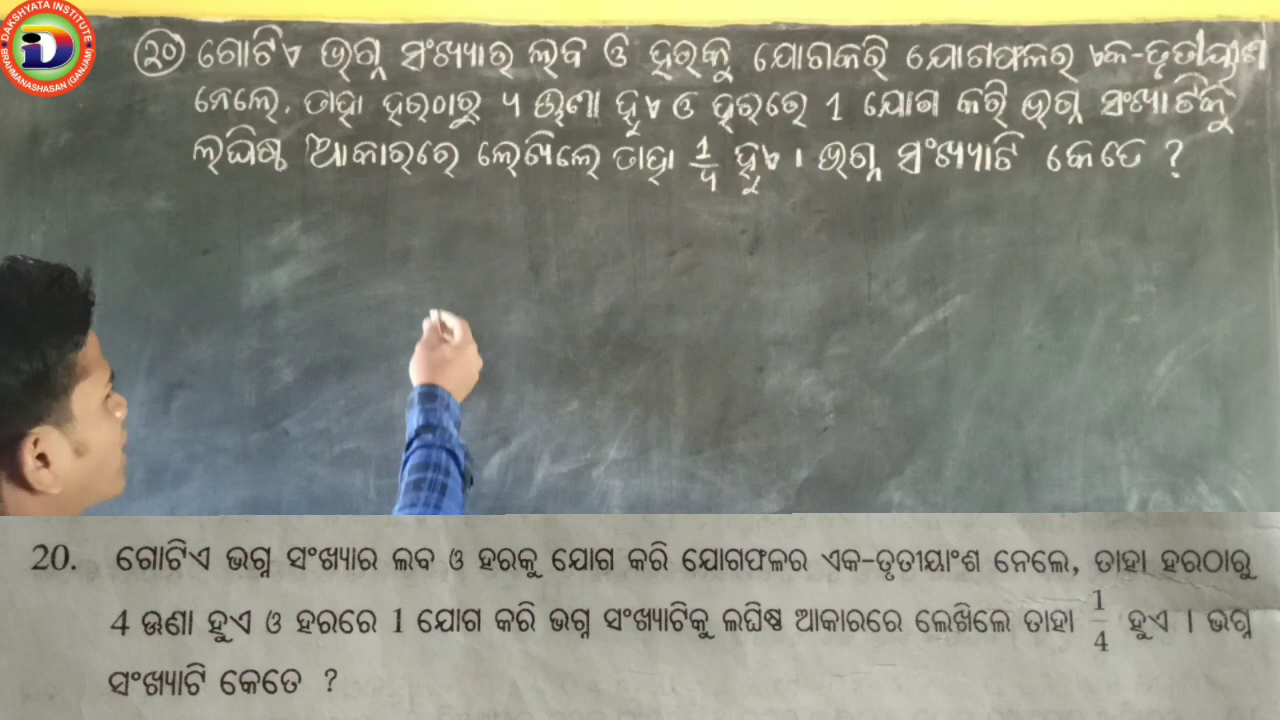 DAKSHYATA INSTITUTE
BRAHMANASHASAN (GANJAM)
iD
୨୦ ଗୋଟିଏ ଭଗ୍ନ ସଂଖ୍ୟାର ଲବ ଓ ହରକୁ ଯୋଗକରି ଯୋଗଫଳର ଏକ-ତୃତୀୟାଂଶ
ନେଲେ, ତାହା ହରଠାରୁ 4 ଊଣା ହୁଏ ଓ ହରରେ 1 ଯୋଗ କରି ଭଗ୍ନ ସଂଖ୍ୟାଟିକୁ
ଲଘିଷ୍ଠ ଆକାରରେ ଲେଖିଲେ ତାହା 1/4 ହୁଏ । ଭଗ୍ନ ସଂଖ୍ୟାଟି କେତେ ?
20. ଗୋଟିଏ ଭଗ୍ନ ସଂଖ୍ୟାର ଲବ ଓ ହରକୁ ଯୋଗ କରି ଯୋଗଫଳର ଏକ-ତୃତୀୟାଂଶ ନେଲେ, ତାହା ହରଠାରୁ
4 ଊଣା ହୁଏ ଓ ହରରେ 1 ଯୋଗ କରି ଭଗ୍ନ ସଂଖ୍ୟାଟିକୁ ଲଘିଷ୍ଠ ଆକାରରେ ଲେଖିଲେ ତାହା 1/4 ହୁଏ । ଭଗ୍ନ
ସଂଖ୍ୟାଟି କେତେ ?